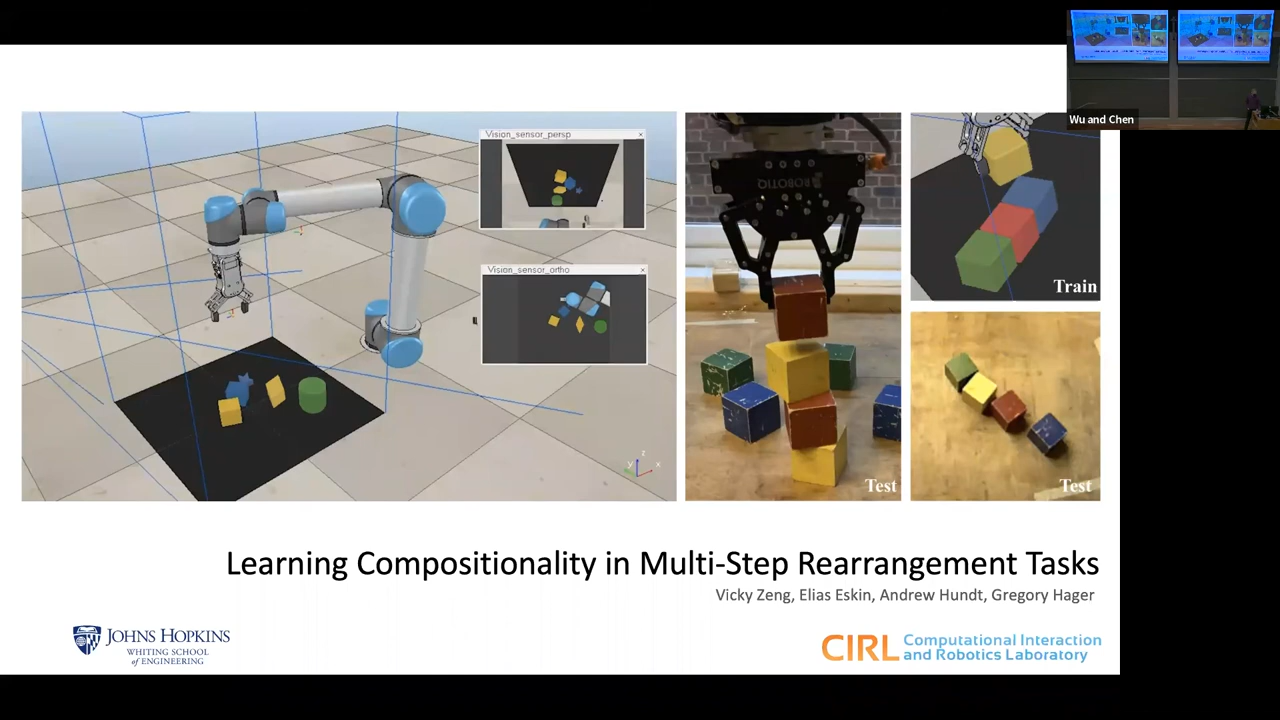 Wu and Chen
Vision_sensor_persp
Vision_sensor_ortho
ROBOTIQ
Train
Test
Test
Learning Compositionality in Multi-Step Rearrangement Tasks
Vicky Zeng, Elias Eskin, Andrew Hundt, Gregory Hager
JOHNS HOPKINS
WHITING SCHOOL
of ENGINEERING
CIRL Computational Interaction
and Robotics Laboratory